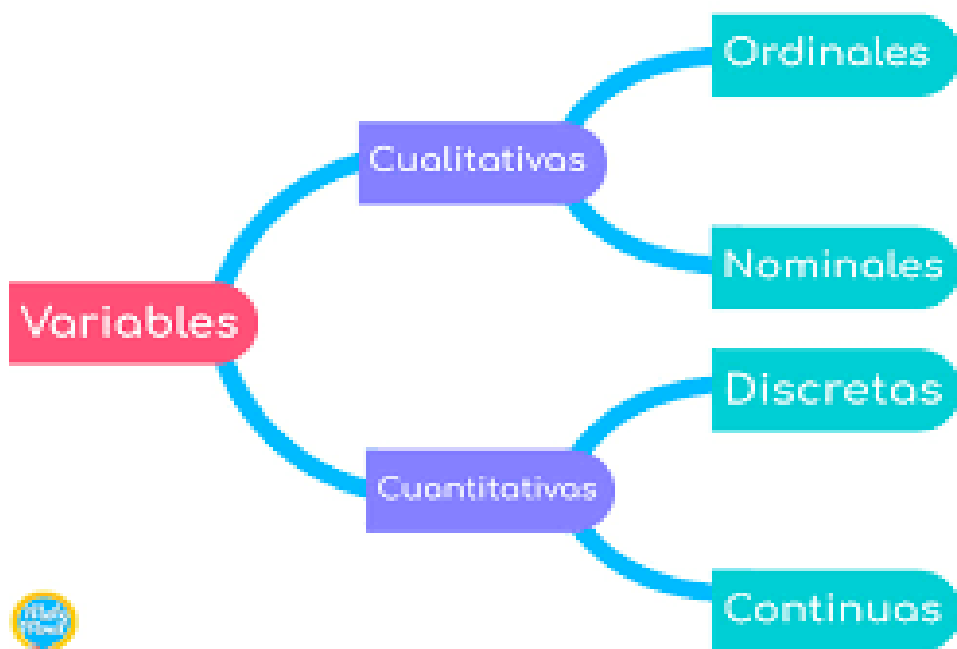 Variables
Cualitativas
Ordinales
Nominales
Cuantitativas
Discretas
Continuas